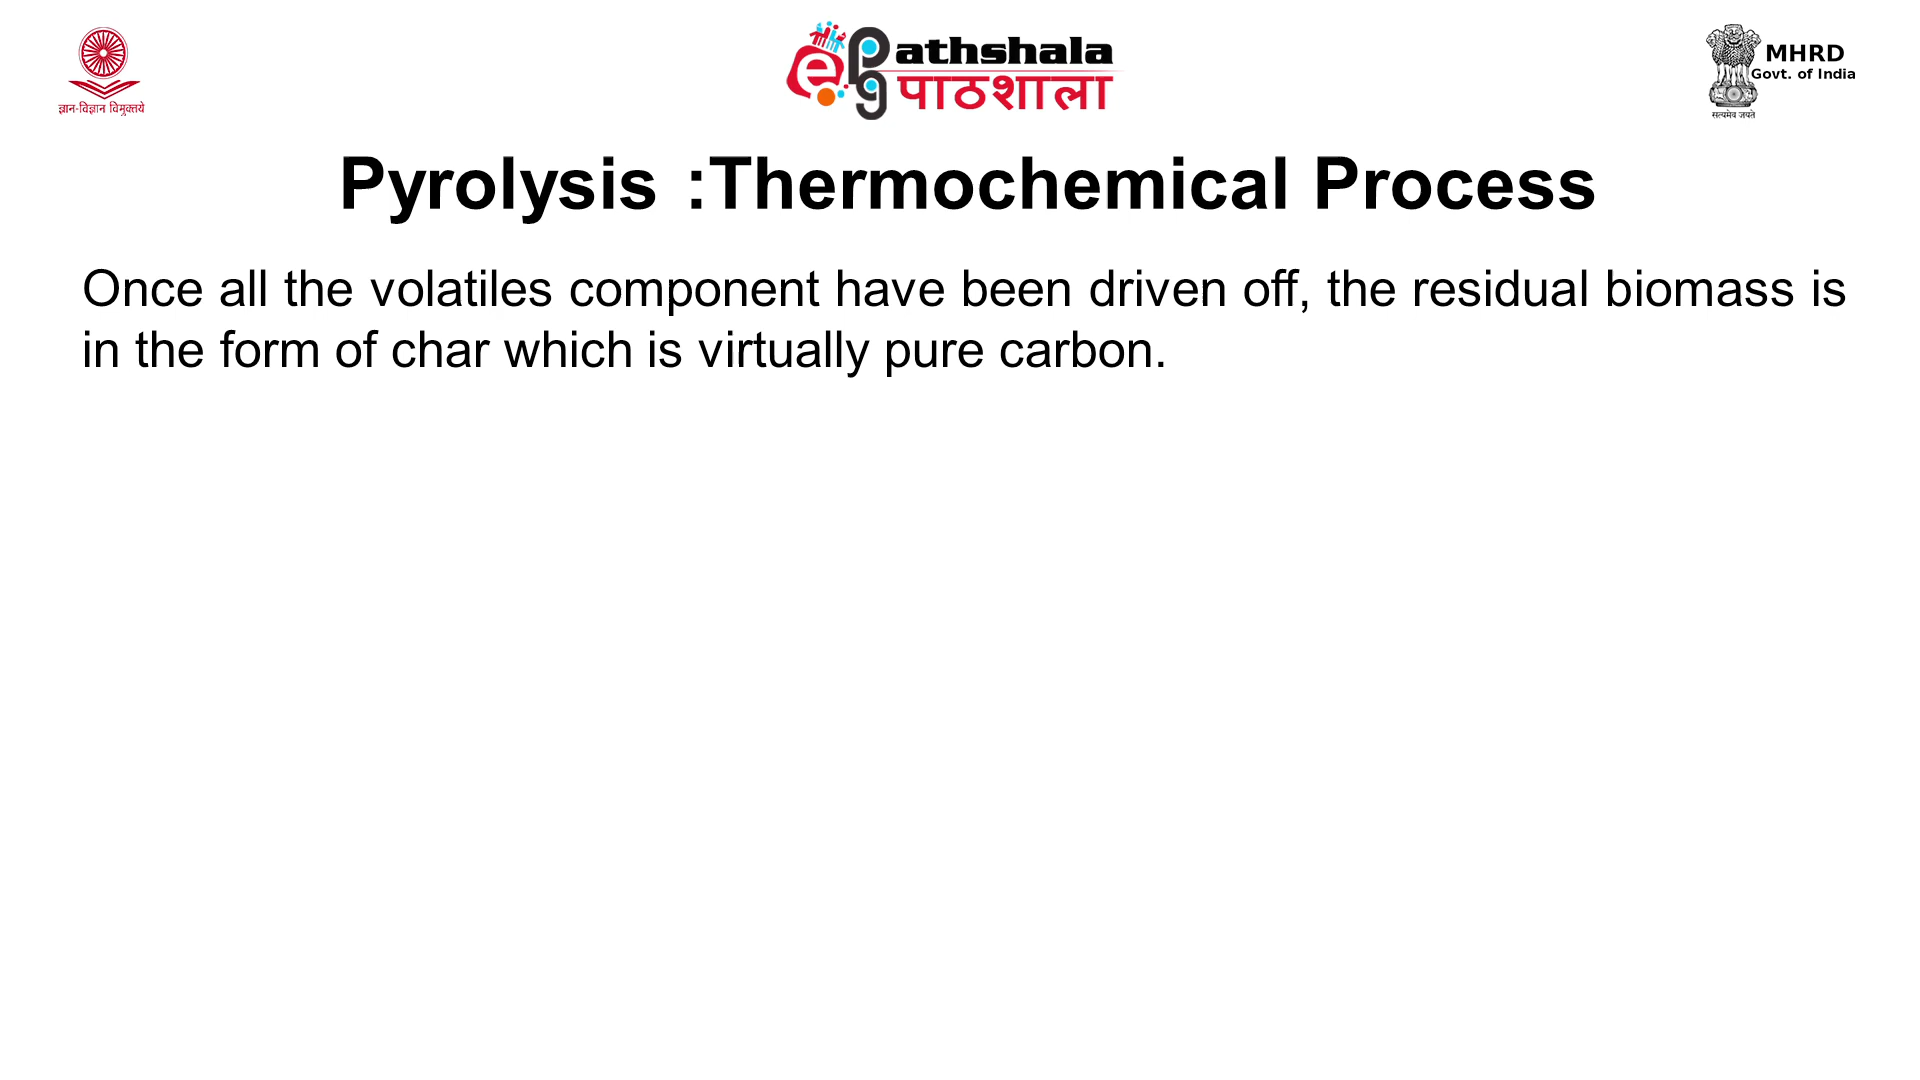 ज्ञान-विज्ञान विमुक्तये
ePg athshala
पाठशाला
MHRD
Govt. of India
सत्यमेव जयते
Pyrolysis :Thermochemical Process
Once all the volatiles component have been driven off, the residual biomass is
in the form of char which is virtually pure carbon.